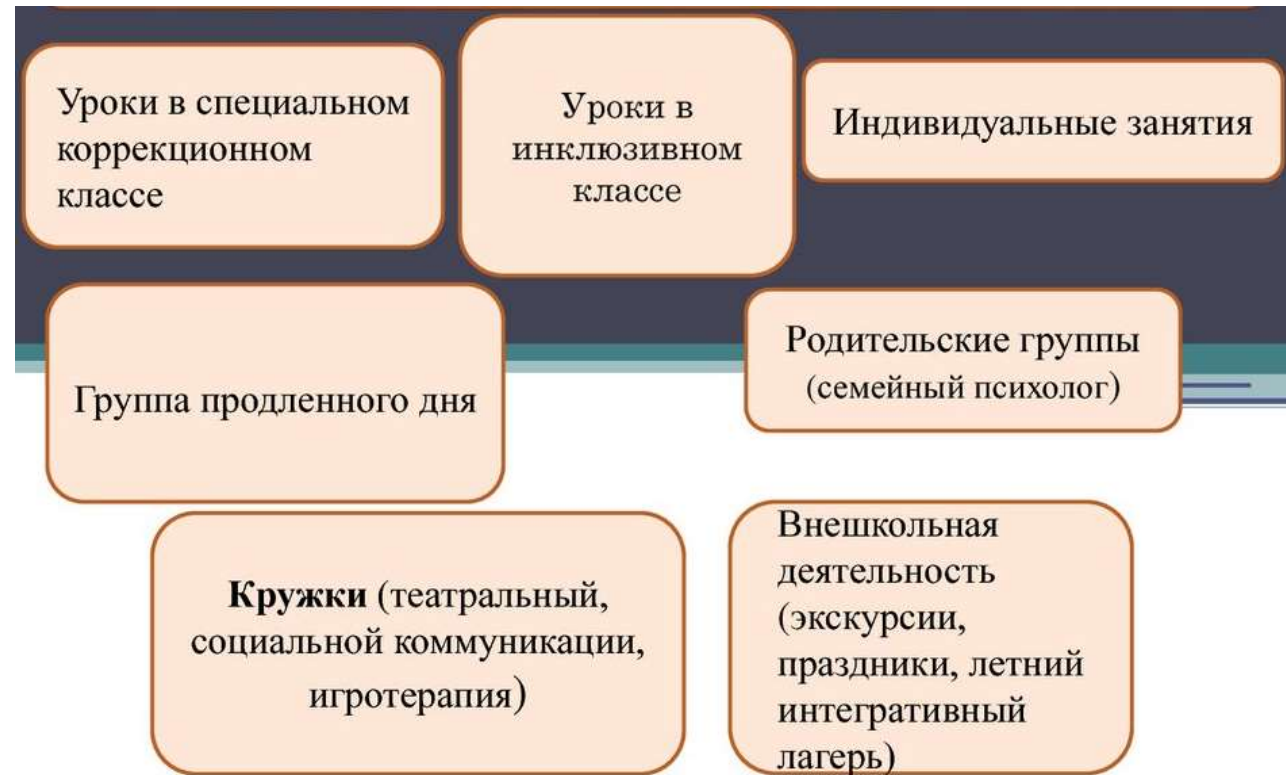 Уроки в специальном
коррекционном
классе
Уроки в
инклюзивном
классе
Индивидуальные занятия
Группа продленного дня
Родительские группы
(семейный психолог)
Кружки (театральный,
социальной коммуникации,
игротерапия)
Внешкольная
деятельность
(экскурсии,
праздники, летний
интегративный
лагерь)